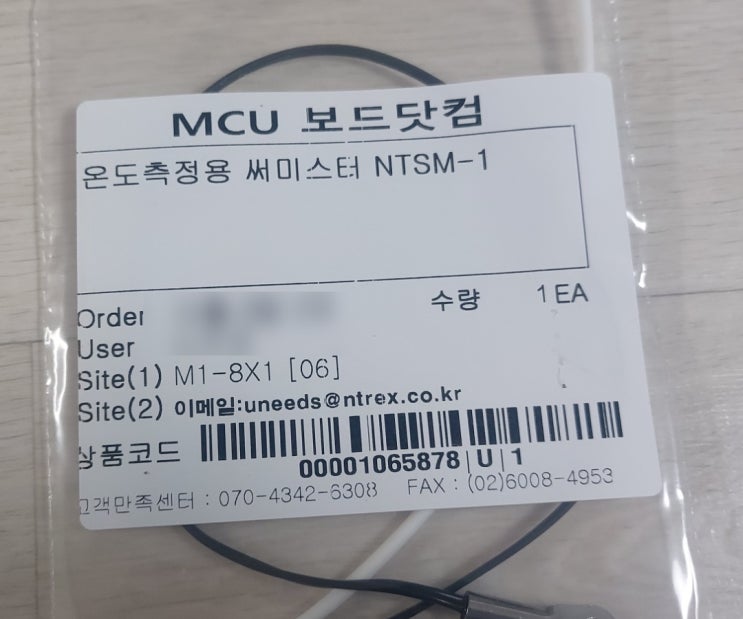 MCU 보드닷컴
온도측정용 써미스터 NTSM-1
Order
수량 1 EA
User
Site(1) M1-8X1 [06]
Site(2) 이메일:uneeds@ntrex.co.kr
상품코드
00001065878|U|1
고객만족센터 : 070-4342-6308 FAX : (02)6008-4953